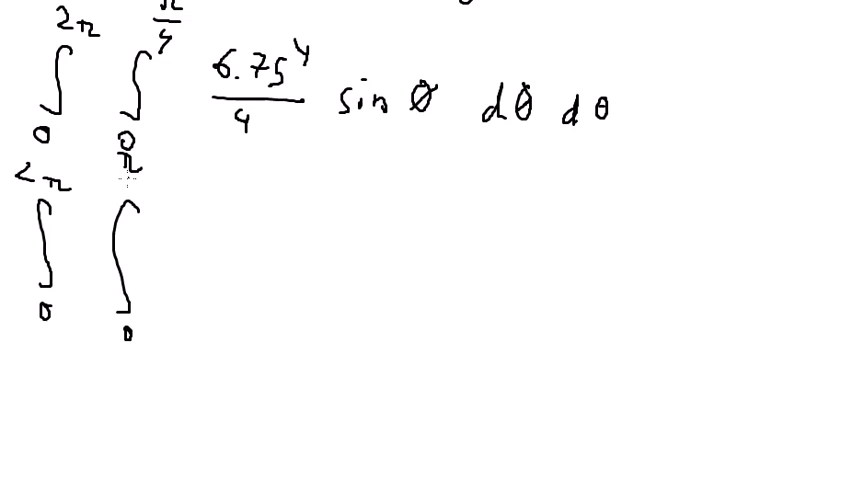 ∫₀^{2π} ∫₀^{π/4} 6.75⁴/4 sin ∅ d∅ dθ
∫₀^{2π} ∫₀^{π}